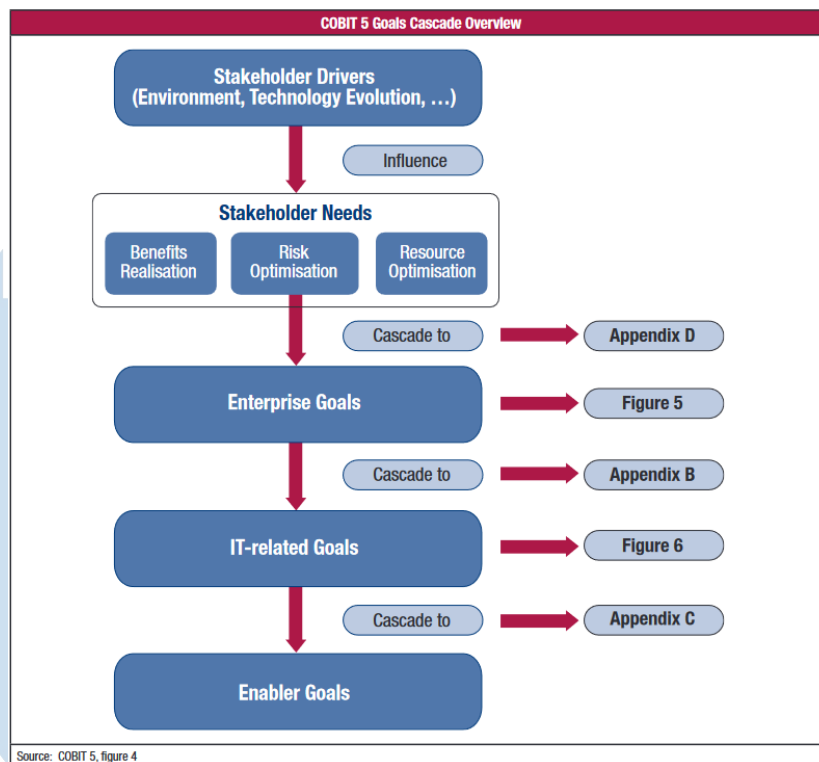 COBIT 5 Goals Cascade Overview
Stakeholder Drivers
(Environment, Technology Evolution, …)
Influence
Stakeholder Needs
Benefits
Realisation
Risk
Optimisation
Resource
Optimisation
Cascade to
Appendix D
Enterprise Goals
Figure 5
Cascade to
Appendix B
IT-related Goals
Figure 6
Cascade to
Appendix C
Enabler Goals
Source: COBIT 5, figure 4